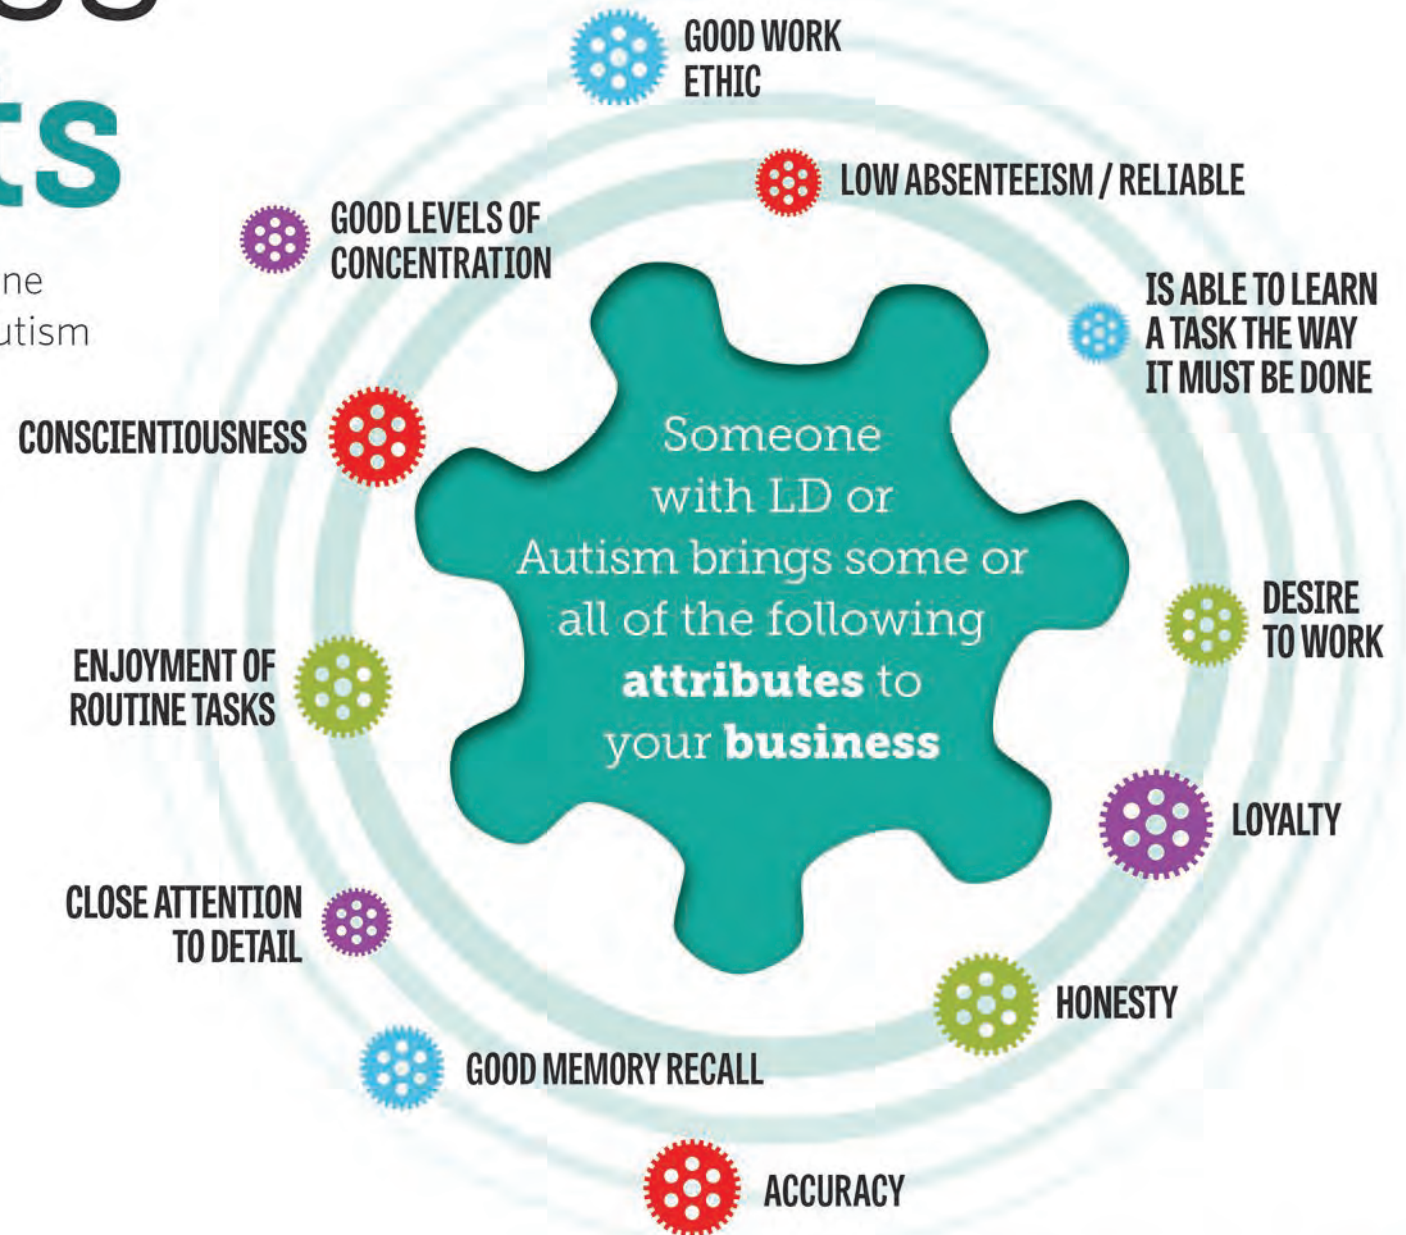 ts
ne
utism
GOOD WORK
ETHIC
LOW ABSENTEEISM / RELIABLE
GOOD LEVELS OF
CONCENTRATION
IS ABLE TO LEARN
A TASK THE WAY
IT MUST BE DONE
CONSCIENTIOUSNESS
Someone
with LD or
Autism brings some or
all of the following
attributes to
your business
DESIRE
TO WORK
ENJOYMENT OF
ROUTINE TASKS
LOYALTY
CLOSE ATTENTION
TO DETAIL
HONESTY
GOOD MEMORY RECALL
ACCURACY